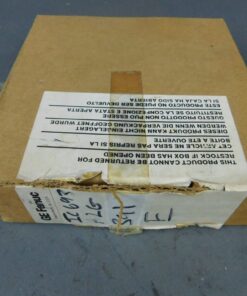 THIS PRODUCT CANNOT BE RETURNED FOR
RESTOCK IF BOX HAS BEEN OPENED
CET ARTICLE NE SERA PAS REPRIS SI LA
BOITE A ETE OUVERTE
DIESES PRODUKT KANN NICHT EINGELAGERT
WERDEN WENN DIE VERPACKUNG GEÖFFNET WURDE
QUESTO PRODOTTO NON PUO ESSERE
RESTITUITO SE LA CONFEZIONE E STATA APERTA
ESTE PRODUCTO NO PUEDE SER DEVUELTO
SI LA CAJA HA SIDO ABIERTA
GE Fanuc
IC693